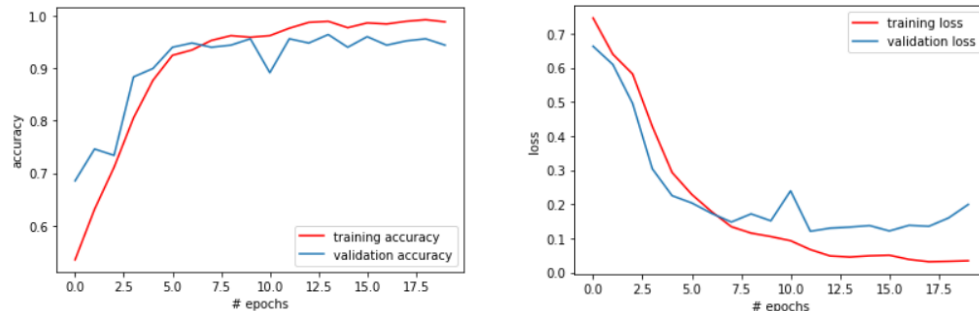 1.0
0.9
0.8
0.7
0.6
accuracy
training accuracy
validation accuracy
0.0 2.5 5.0 7.5 10.0 12.5 15.0 17.5
# epochs
0.7
0.6
0.5
0.4
0.3
0.2
0.1
0.0
loss
training loss
validation loss
0.0 2.5 5.0 7.5 10.0 12.5 15.0 17.5
# epochs